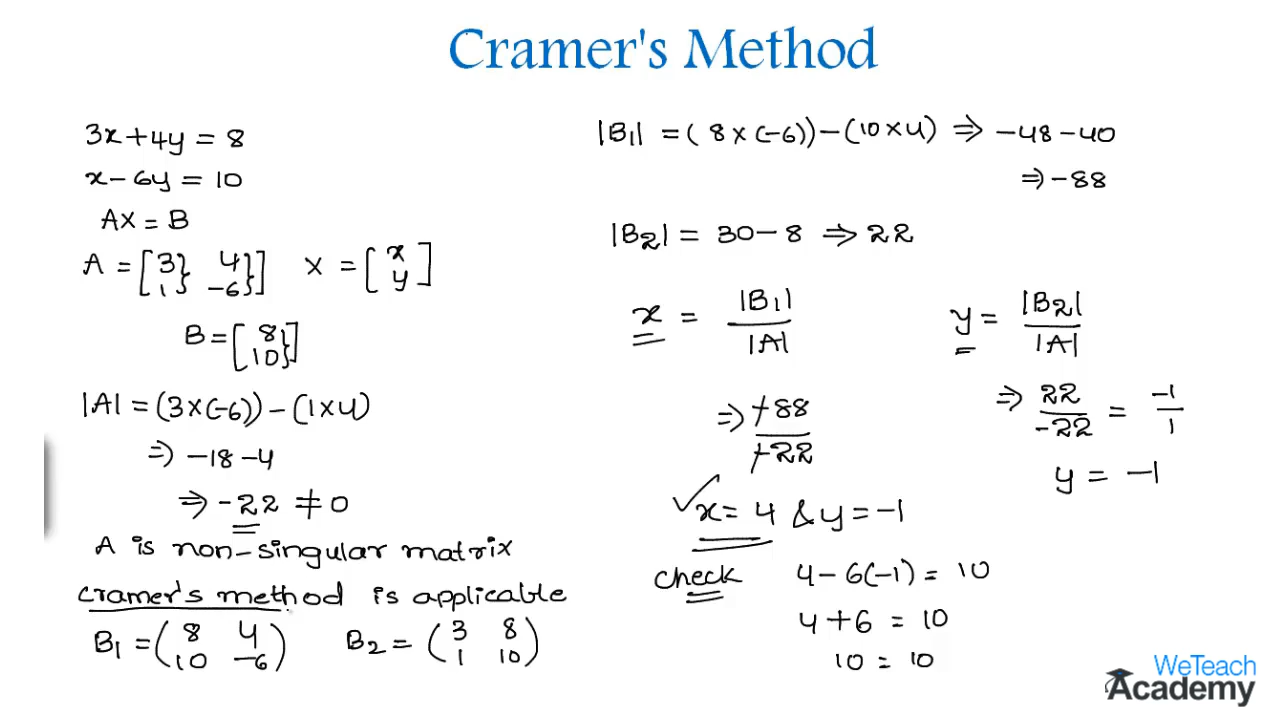 Cramer's Method
3x + 4y = 8
x - 6y = 10
AX = B
A = [3} 4}]
[1} -6}]
X = [x]
[y]
B = [8}]
[10}]
|A| = (3×(-6)) - (1×4)
⇒ -18 - 4
⇒ -22 ≠ 0
A is non-singular matrix
cramer's method is applicable
B₁ = (8 4)
(10 -6)
B₂ = (3 8)
(1 10)
|B₁| = (8×(-6)) - (10×4) ⇒ -48 - 40
⇒ -88
|B₂| = 30 - 8 ⇒ 22
x = |B₁|
|A|
⇒ -88
-22
y = |B₂|
|A|
⇒ 22 = -1
-22 1
y = -1
✓ x = 4 & y = -1
check 4 - 6(-1) = 10
4 + 6 = 10
10 = 10
WeTeach
Academy